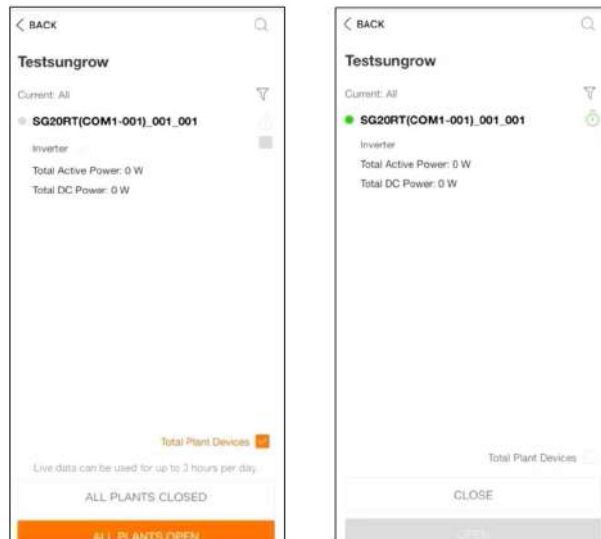 BACK
Testsungrow
Current: All
SG20RT(COM1-001)_001_001
Inverter
Total Active Power: 0 W
Total DC Power: 0 W
Total Plant Devices
Live data can be used for up to 3 hours per day.
ALL PLANTS CLOSED
ALL PLANTS OPEN
BACK
Testsungrow
Current: All
SG20RT(COM1-001)_001_001
Inverter
Total Active Power: 0 W
Total DC Power: 0 W
Total Plant Devices
CLOSE
OPEN